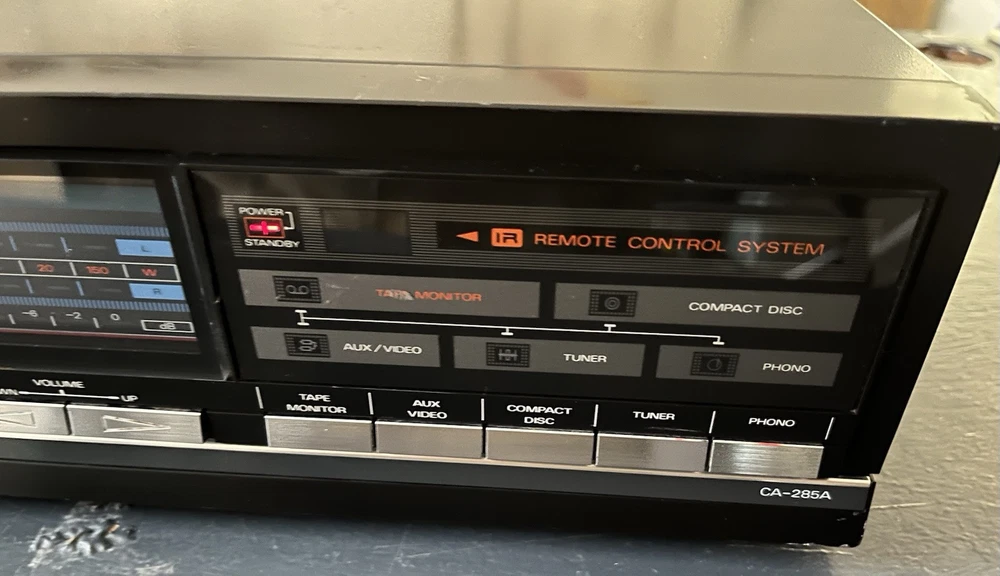 POWER
STANDBY
IR REMOTE CONTROL SYSTEM
TAPE MONITOR
COMPACT DISC
AUX/VIDEO
TUNER
PHONO
L
20 150 W
R
-6 -2 0
dB
VOLUME
UP
TAPE
MONITOR
AUX
VIDEO
COMPACT
DISC
TUNER
PHONO
CA-285A